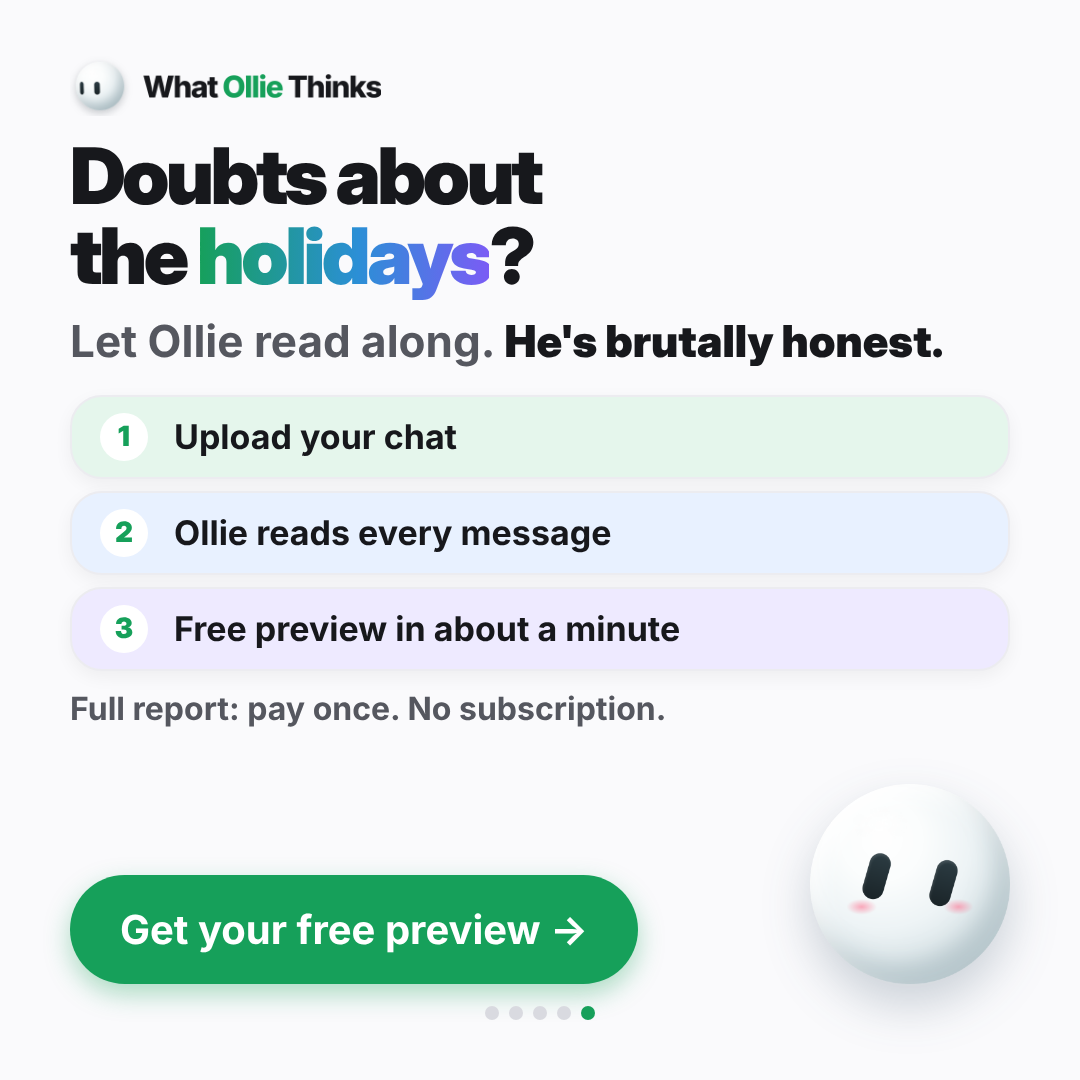 What Ollie Thinks
Doubts about
the holidays?
Let Ollie read along. He's brutally honest.
1 Upload your chat
2 Ollie reads every message
3 Free preview in about a minute
Full report: pay once. No subscription.
Get your free preview →